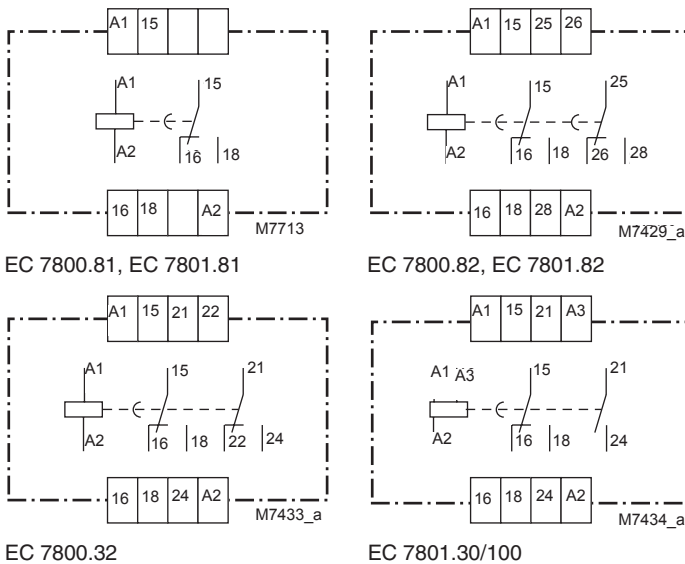 A1 15
A1
15
A2
16 18
16 18 A2
M7713
EC 7800.81, EC 7801.81
A1 15 25 26
A1
15 25
A2
16 18 26 28
16 18 28 A2
M7429_a
EC 7800.82, EC 7801.82
A1 15 21 22
A1
15 21
A2
16 18 22 24
16 18 24 A2
M7433_a
EC 7800.32
A1 15 21 A3
A1 A3
15 21
A2
16 18 24
16 18 24 A2
M7434_a
EC 7801.30/100